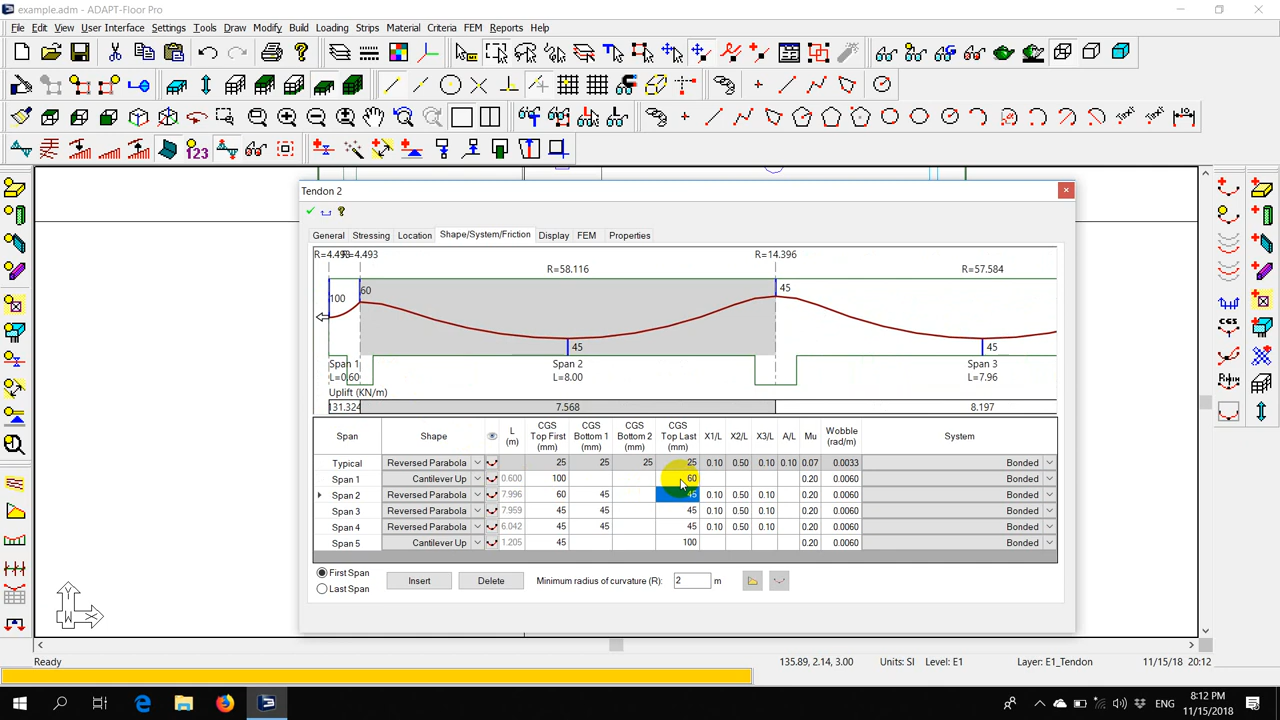 example.adm - ADAPT-Floor Pro
File Edit View User Interface Settings Tools Draw Modify Build Loading Strips Material Criteria FEM Reports Help
123
Tendon 2
General Stressing Location Shape/System/Friction Display FEM Properties
R=4.493 R=14.396
R=58.116 R=57.584
60 45
100
45 45
Span 1 Span 2 Span 3
L=0.60 L=8.00 L=7.96
Uplift (KN/m)
131.324 7.568 8.197
Span Shape L (m) CGS Top First (mm) CGS Bottom 1 (mm) CGS Bottom 2 (mm) CGS Top Last (mm) X1/L X2/L X3/L A/L Mu Wobble (rad/m) System
Typical Reversed Parabola 25 25 25 25 0.10 0.50 0.10 0.10 0.07 0.0033 Bonded
Span 1 Cantilever Up 0.600 100 60 0.20 0.0060 Bonded
Span 2 Reversed Parabola 7.996 60 45 45 0.10 0.50 0.10 0.20 0.0060 Bonded
Span 3 Reversed Parabola 7.959 45 45 45 0.10 0.50 0.10 0.20 0.0060 Bonded
Span 4 Reversed Parabola 6.042 45 45 45 0.10 0.50 0.10 0.20 0.0060 Bonded
Span 5 Cantilever Up 1.205 45 100 0.20 0.0060 Bonded
First Span Insert Delete Minimum radius of curvature (R): 2 m
Last Span
Y
W X
Ready 135.89, 2.14, 3.00 Units: SI Level: E1 Layer: E1_Tendon 11/15/18 20:12
ENG 8:12 PM
11/15/2018